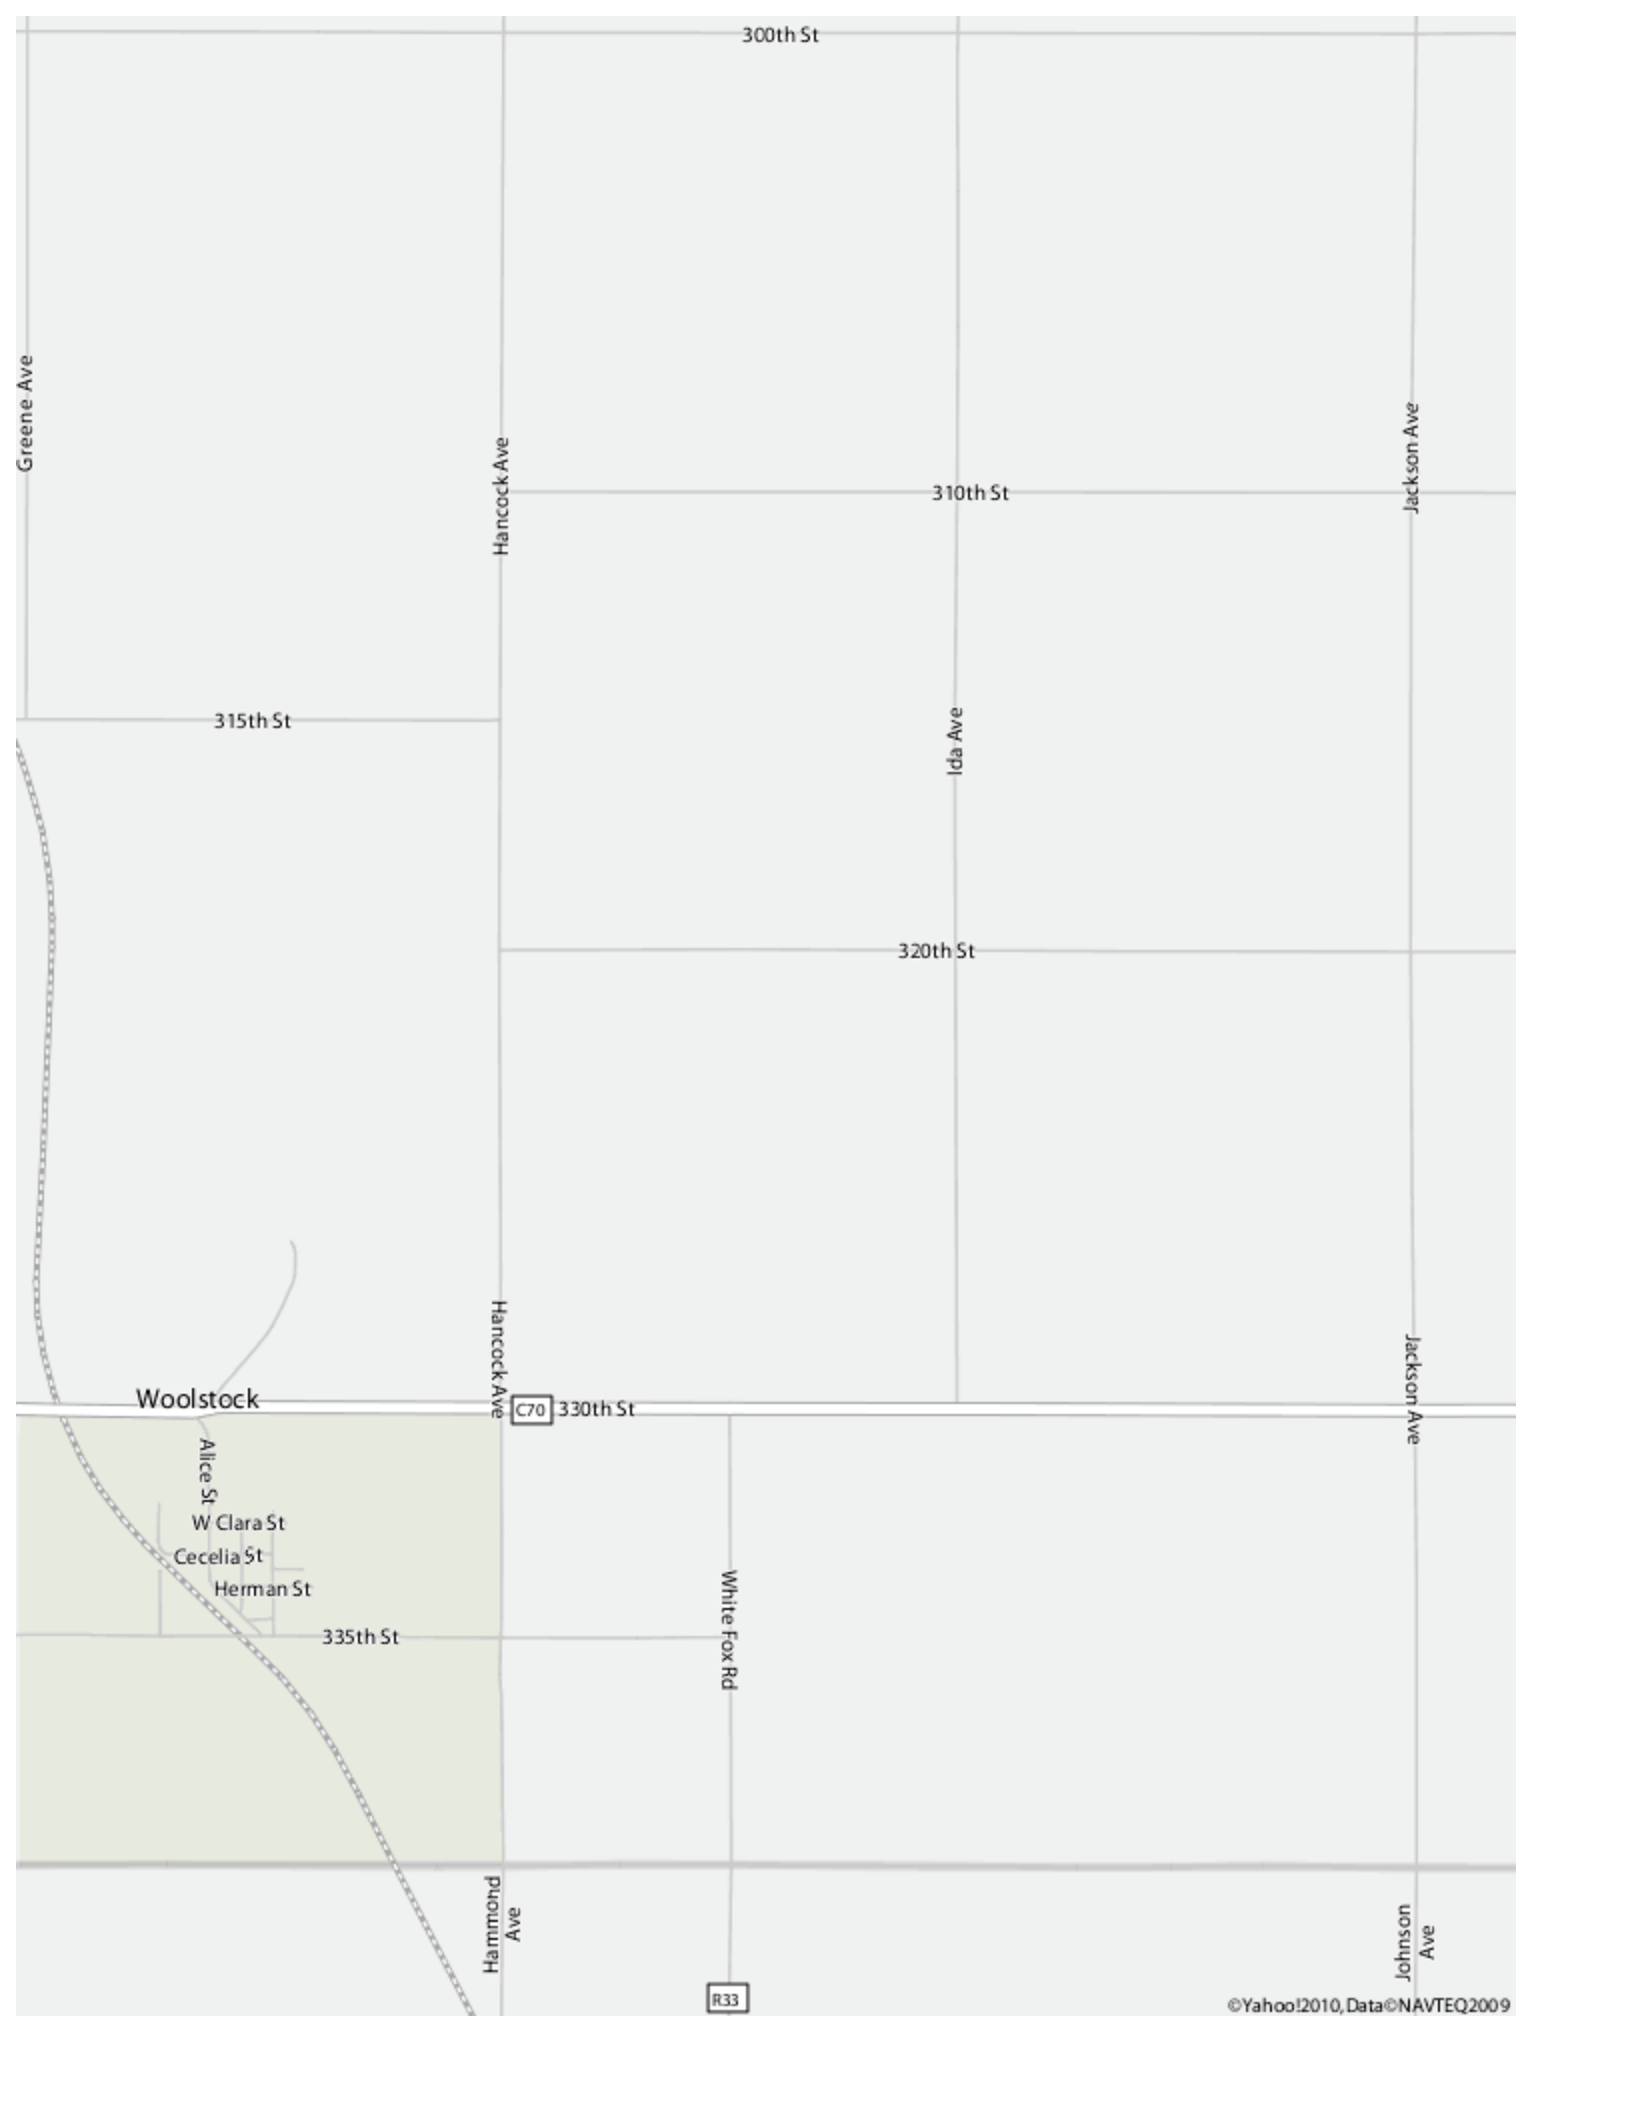 300th St
Greene Ave
Hancock Ave
310th St
Jackson Ave
315th St
Ida Ave
320th St
Hancock Ave
Jackson Ave
Woolstock
C70
330th St
Alice St
W Clara St
Cecelia St
Herman St
335th St
White Fox Rd
Hammond
Ave
Johnson
Ave
R33
©Yahoo!2010,Data©NAVTEQ2009